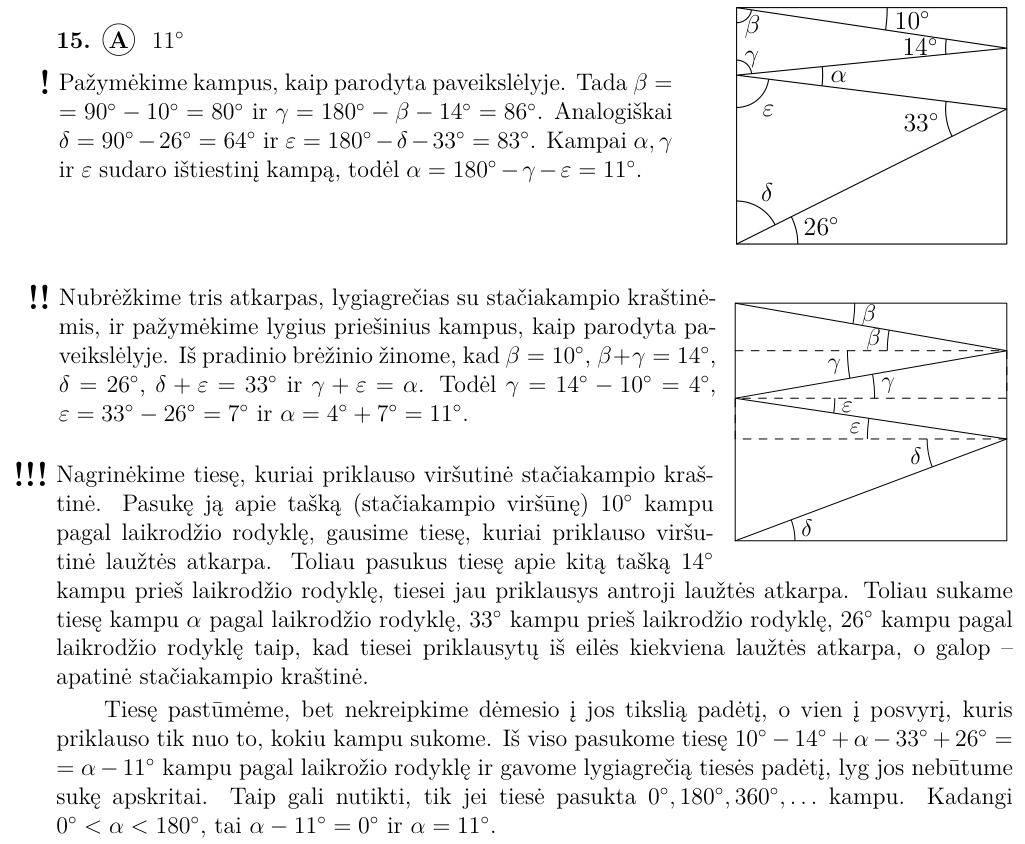 15. (A) 11°
! Pažymėkime kampus, kaip parodyta paveikslėlyje. Tada β =
= 90° − 10° = 80° ir γ = 180° − β − 14° = 86°. Analogiškai
δ = 90° − 26° = 64° ir ε = 180° − δ − 33° = 83°. Kampai α, γ
ir ε sudaro ištiestinį kampą, todėl α = 180° − γ − ε = 11°.
β
10°
14°
γ
α
ε
33°
δ
26°
!! Nubrėžkime tris atkarpas, lygiagrečias su stačiakampio kraštinė-
mis, ir pažymėkime lygius priešinius kampus, kaip parodyta pa-
veikslėlyje. Iš pradinio brėžinio žinome, kad β = 10°, β+γ = 14°,
δ = 26°, δ + ε = 33° ir γ + ε = α. Todėl γ = 14° − 10° = 4°,
ε = 33° − 26° = 7° ir α = 4° + 7° = 11°.
β
β
γ
γ
ε
ε
δ
δ
!!! Nagrinėkime tiesę, kuriai priklauso viršutinė stačiakampio kraš-
tinė. Pasukę ją apie tašką (stačiakampio viršūnę) 10° kampu
pagal laikrodžio rodyklę, gausime tiesę, kuriai priklauso viršu-
tinė laužtės atkarpa. Toliau pasukus tiesę apie kitą tašką 14°
kampu prieš laikrodžio rodyklę, tiesei jau priklausys antroji laužtės atkarpa. Toliau sukame
tiesę kampu α pagal laikrodžio rodyklę, 33° kampu prieš laikrodžio rodyklę, 26° kampu pagal
laikrodžio rodyklę taip, kad tiesei priklausytų iš eilės kiekviena laužtės atkarpa, o galop –
apatinė stačiakampio kraštinė.
Tiesę pastūmėme, bet nekreipkime dėmesio į jos tikslią padėtį, o vien į posvyrį, kuris
priklauso tik nuo to, kokiu kampu sukome. Iš viso pasukome tiesę 10° − 14° + α − 33° + 26° =
= α − 11° kampu pagal laikrožio rodyklę ir gavome lygiagrečią tiesės padėtį, lyg jos nebūtume
sukę apskritai. Taip gali nutikti, tik jei tiesė pasukta 0°, 180°, 360°, . . . kampu. Kadangi
0° < α < 180°, tai α − 11° = 0° ir α = 11°.